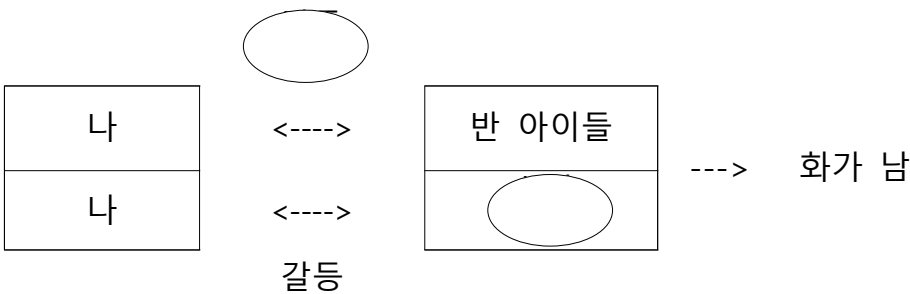 나 <----> 반 아이들
---> 화가 남
나 <---->
갈등